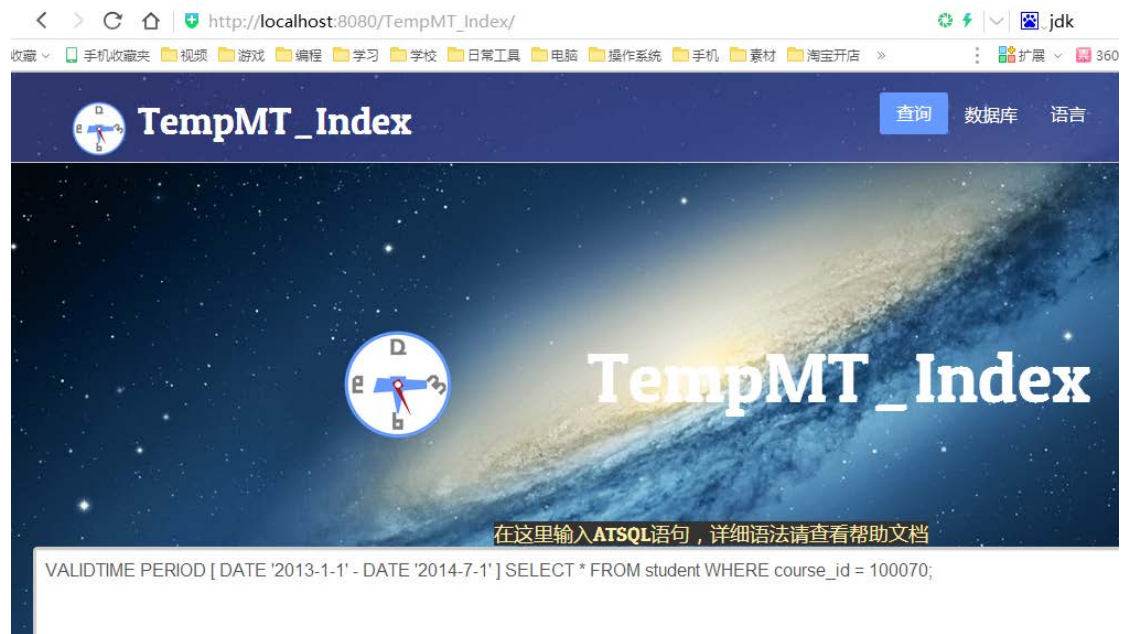 http://localhost:8080/TempMT_Index/ jdk
收藏 手机收藏夹 视频 游戏 编程 学习 学校 日常工具 电脑 操作系统 手机 素材 淘宝开店 » 扩展 360
TempMT_Index 查询 数据库 语言
TempMT_Index
在这里输入ATSQL语句，详细语法请查看帮助文档
VALIDTIME PERIOD [ DATE '2013-1-1' - DATE '2014-7-1' ] SELECT * FROM student WHERE course_id = 100070;